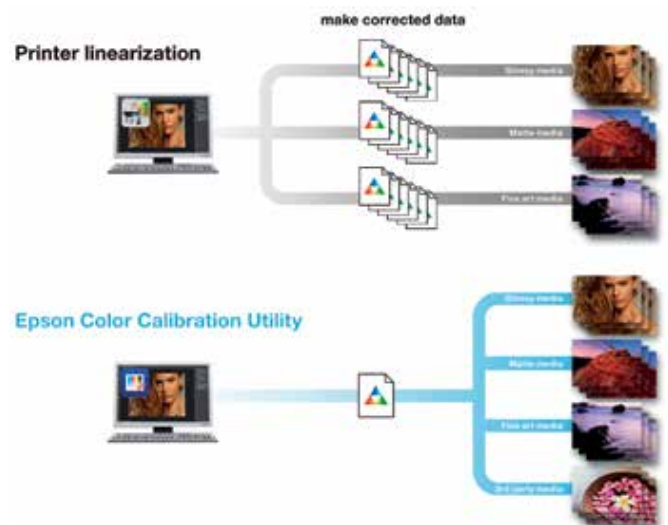 make corrected data
Printer linearization
Glossy media
Matte media
Fine art media
Epson Color Calibration Utility
Glossy media
Matte media
Fine art media
3rd party media